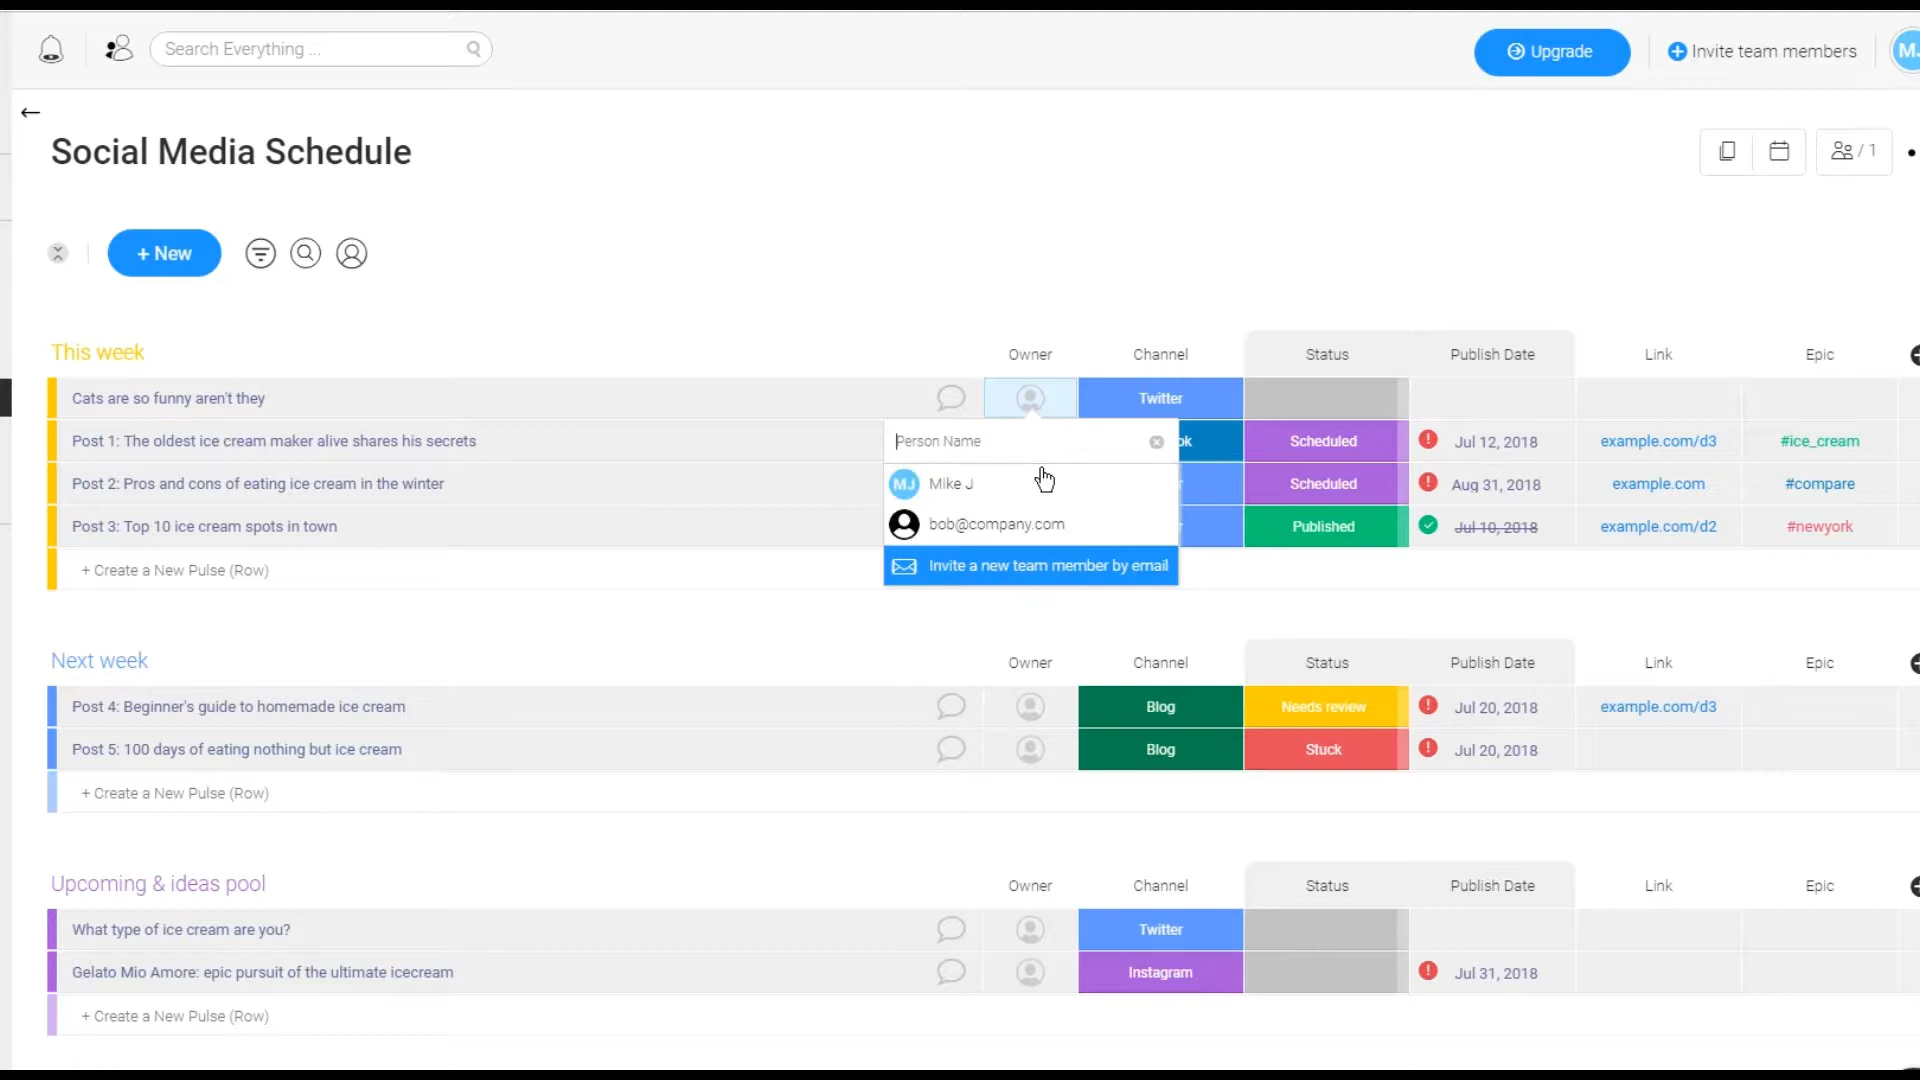 Search Everything ...
Upgrade
Invite team members
MJ
Social Media Schedule
/ 1
+ New
This week
Owner Channel Status Publish Date Link Epic
Cats are so funny aren't they Twitter
Post 1: The oldest ice cream maker alive shares his secrets Person Name ok Scheduled Jul 12, 2018 example.com/d3 #ice_cream
Post 2: Pros and cons of eating ice cream in the winter MJ Mike J Scheduled Aug 31, 2018 example.com #compare
Post 3: Top 10 ice cream spots in town bob@company.com Published Jul 10, 2018 example.com/d2 #newyork
+ Create a New Pulse (Row) Invite a new team member by email
Next week
Owner Channel Status Publish Date Link Epic
Post 4: Beginner's guide to homemade ice cream Blog Needs review Jul 20, 2018 example.com/d3
Post 5: 100 days of eating nothing but ice cream Blog Stuck Jul 20, 2018
+ Create a New Pulse (Row)
Upcoming & ideas pool
Owner Channel Status Publish Date Link Epic
What type of ice cream are you? Twitter
Gelato Mio Amore: epic pursuit of the ultimate icecream Instagram Jul 31, 2018
+ Create a New Pulse (Row)